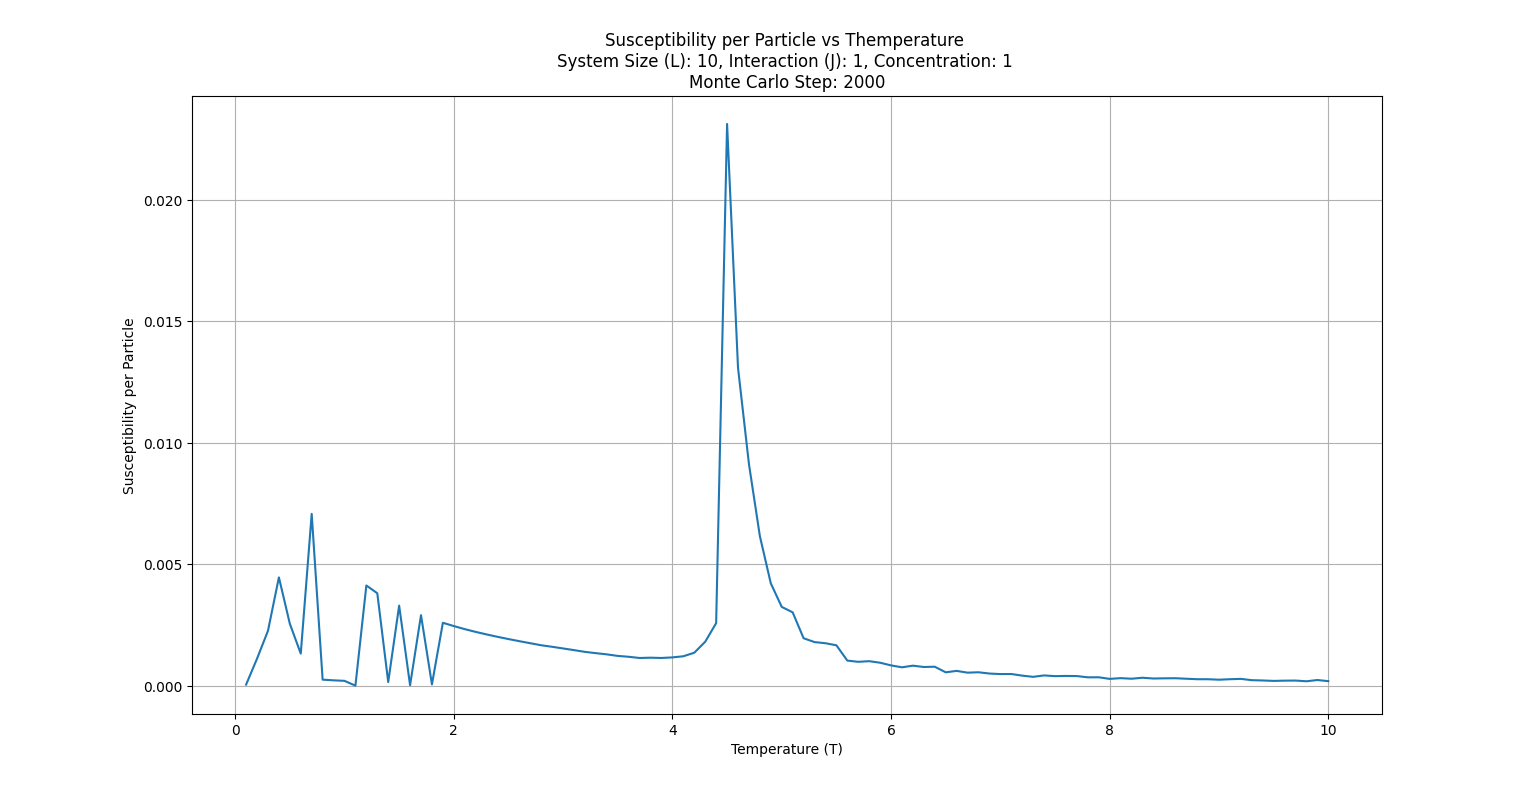 Susceptibility per Particle vs Themperature
System Size (L): 10, Interaction (J): 1, Concentration: 1
Monte Carlo Step: 2000
Susceptibility per Particle
0.020
0.015
0.010
0.005
0.000
0 2 4 6 8 10
Temperature (T)